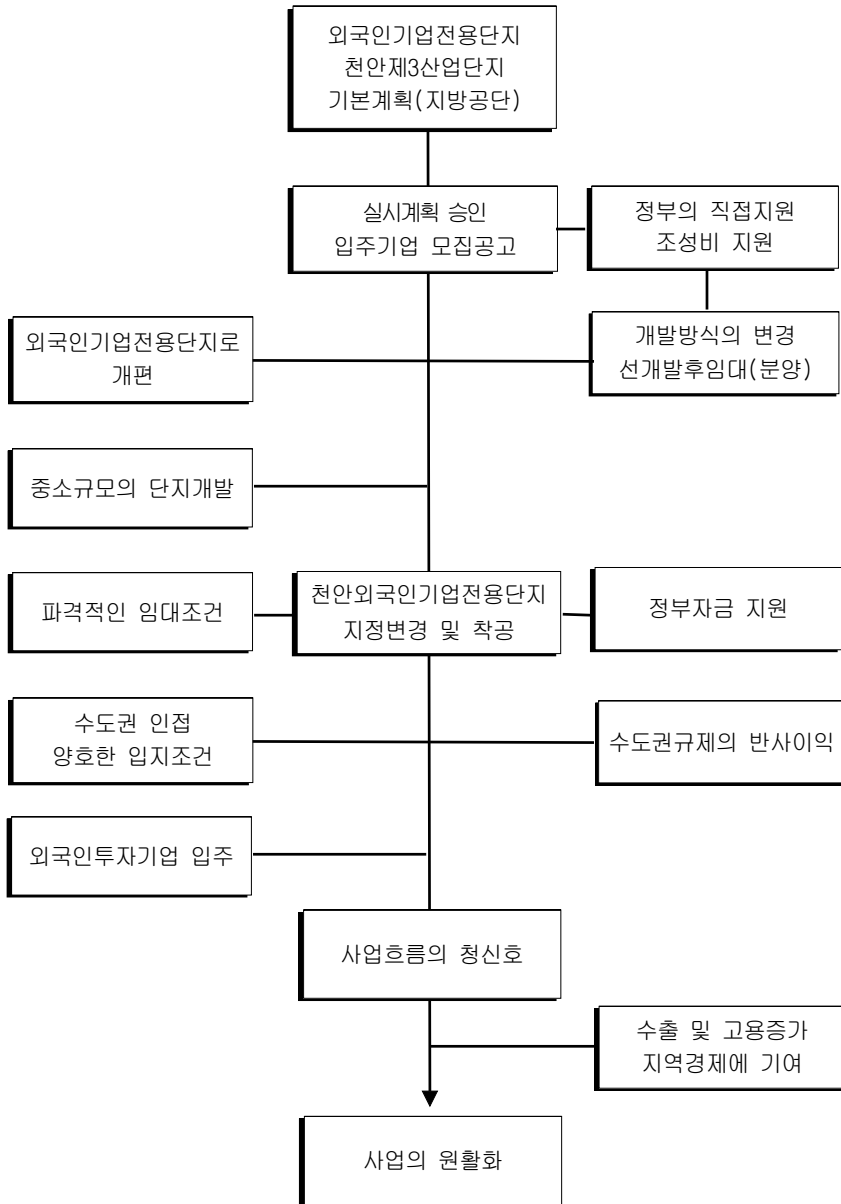 외국인기업전용단지
천안제3산업단지
기본계획(지방공단)
실시계획 승인
입주기업 모집공고
정부의 직접지원
조성비 지원
외국인기업전용단지로
개편
개발방식의 변경
선개발후임대(분양)
중소규모의 단지개발
파격적인 임대조건
천안외국인기업전용단지
지정변경 및 착공
정부자금 지원
수도권 인접
양호한 입지조건
수도권규제의 반사이익
외국인투자기업 입주
사업흐름의 청신호
수출 및 고용증가
지역경제에 기여
사업의 원활화